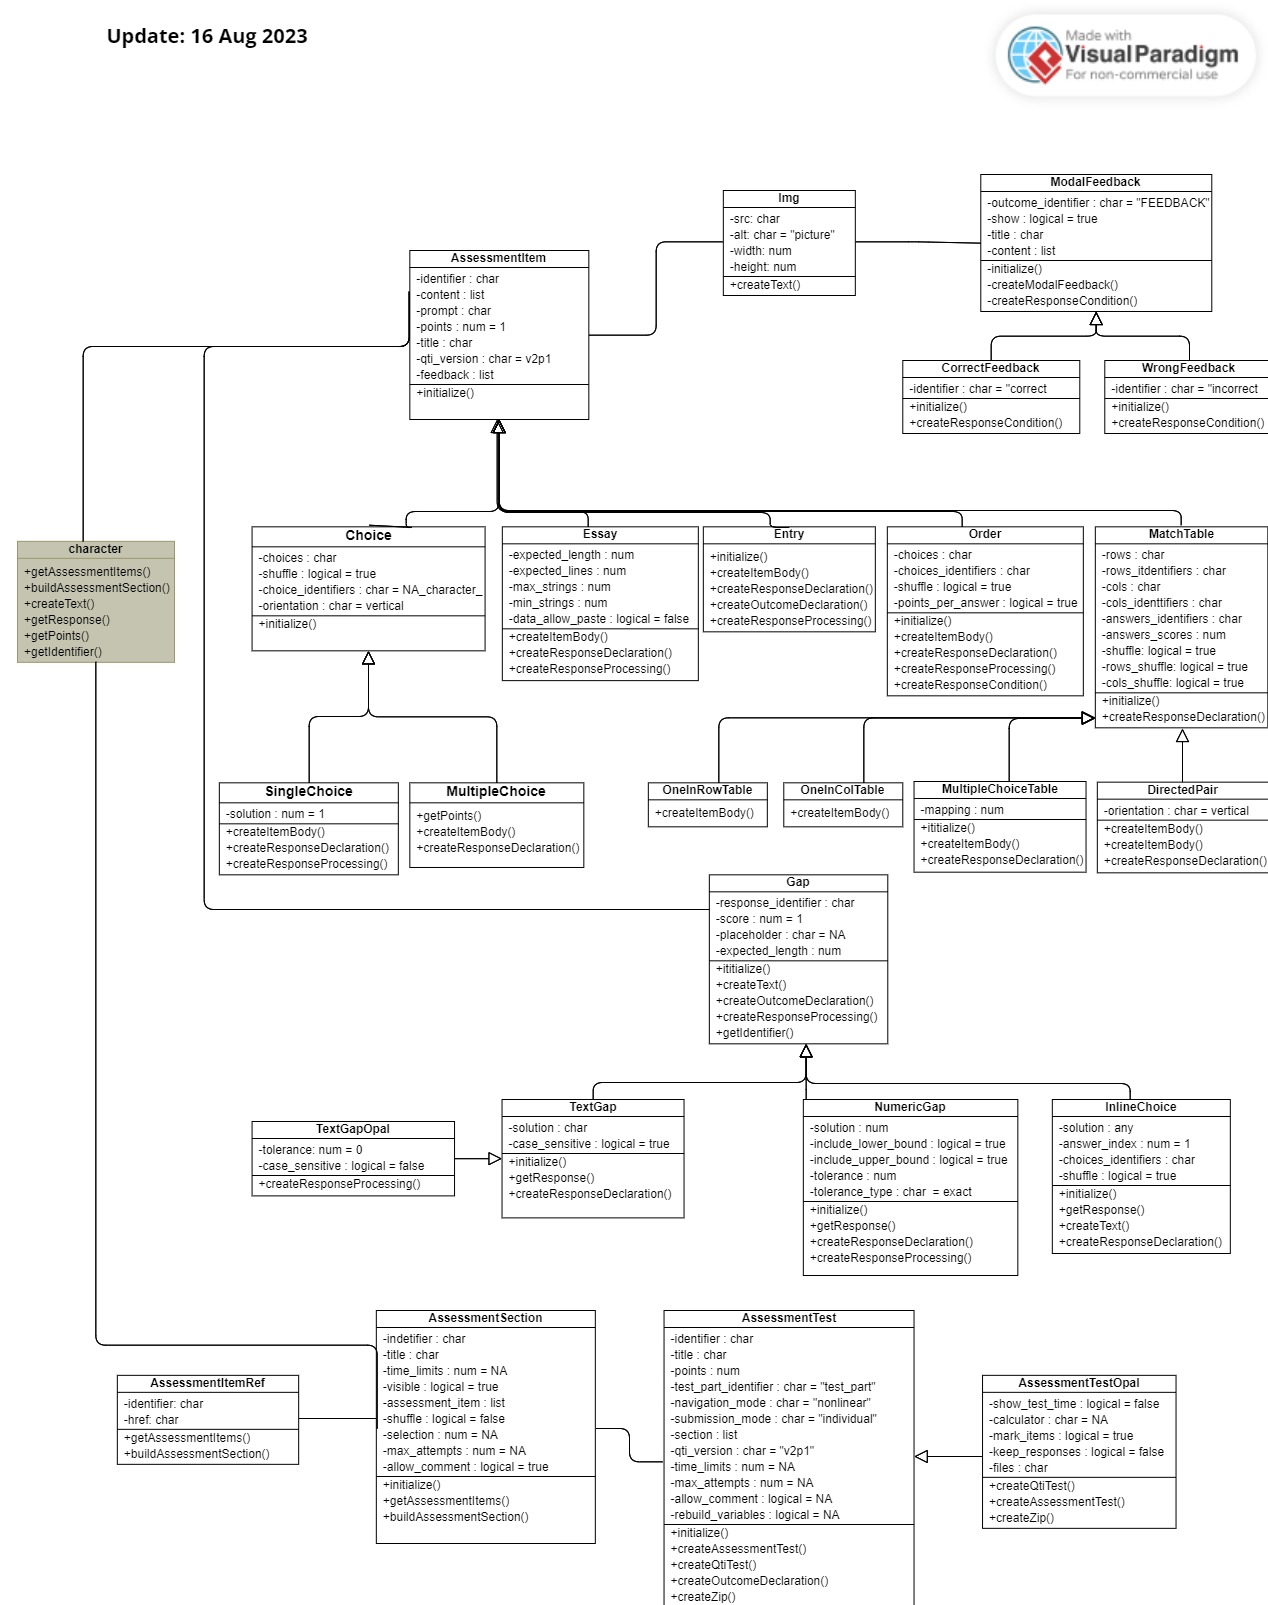 Update: 16 Aug 2023
Made with
Visual Paradigm
For non-commercial use
ModalFeedback
-outcome_identifier : char = "FEEDBACK"
-show : logical = true
-title : char
-content : list
-initialize()
-createModalFeedback()
-createResponseCondition()
Img
-src: char
-alt: char = "picture"
-width: num
-height: num
+createText()
AssessmentItem
-identifier : char
-content : list
-prompt : char
-points : num = 1
-title : char
-qti_version : char = v2p1
-feedback : list
+initialize()
CorrectFeedback
-identifier : char = "correct
+initialize()
+createResponseCondition()
WrongFeedback
-identifier : char = "incorrect
+initialize()
+createResponseCondition()
character
+getAssessmentItems()
+buildAssessmentSection()
+createText()
+getResponse()
+getPoints()
+getIdentifier()
Choice
-choices : char
-shuffle : logical = true
-choice_identifiers : char = NA_character_
-orientation : char = vertical
+initialize()
Essay
-expected_length : num
-expected_lines : num
-max_strings : num
-min_strings : num
-data_allow_paste : logical = false
+createItemBody()
+createResponseDeclaration()
+createResponseProcessing()
Entry
+initialize()
+createItemBody()
+createResponseDeclaration()
+createOutcomeDeclaration()
+createResponseProcessing()
Order
-choices : char
-choices_identifiers : char
-shuffle : logical = true
-points_per_answer : logical = true
+initialize()
+createItemBody()
+createResponseDeclaration()
+createResponseProcessing()
+createResponseCondition()
MatchTable
-rows : char
-rows_itdentifiers : char
-cols : char
-cols_identtifiers : char
-answers_identifiers : char
-answers_scores : num
-shuffle: logical = true
-rows_shuffle: logical = true
-cols_shuffle: logical = true
+initialize()
+createResponseDeclaration()
SingleChoice
-solution : num = 1
+createItemBody()
+createResponseDeclaration()
+createResponseProcessing()
MultipleChoice
+getPoints()
+createItemBody()
+createResponseDeclaration()
OneInRowTable
+createItemBody()
OneInColTable
+createItemBody()
MultipleChoiceTable
-mapping : num
+ititialize()
+createItemBody()
+createResponseDeclaration()
DirectedPair
-orientation : char = vertical
+createItemBody()
+createItemBody()
+createResponseDeclaration()
Gap
-response_identifier : char
-score : num = 1
-placeholder : char = NA
-expected_length : num
+ititialize()
+createText()
+createOutcomeDeclaration()
+createResponseProcessing()
+getIdentifier()
TextGapOpal
-tolerance: num = 0
-case_sensitive : logical = false
+createResponseProcessing()
TextGap
-solution : char
-case_sensitive : logical = true
+initialize()
+getResponse()
+createResponseDeclaration()
NumericGap
-solution : num
-include_lower_bound : logical = true
-include_upper_bound : logical = true
-tolerance : num
-tolerance_type : char = exact
+initialize()
+getResponse()
+createResponseDeclaration()
+createResponseProcessing()
InlineChoice
-solution : any
-answer_index : num = 1
-choices_identifiers : char
-shuffle : logical = true
+initialize()
+getResponse()
+createText()
+createResponseDeclaration()
AssessmentItemRef
-identifier: char
-href: char
+getAssessmentItems()
+buildAssessmentSection()
AssessmentSection
-indetifier : char
-title : char
-time_limits : num = NA
-visible : logical = true
-assessment_item : list
-shuffle : logical = false
-selection : num = NA
-max_attempts : num = NA
-allow_comment : logical = true
+initialize()
+getAssessmentItems()
+buildAssessmentSection()
AssessmentTest
-identifier : char
-title : char
-points : num
-test_part_identifier : char = "test_part"
-navigation_mode : char = "nonlinear"
-submission_mode : char = "individual"
-section : list
-qti_version : char = "v2p1"
-time_limits : num = NA
-max_attempts : num = NA
-allow_comment : logical = NA
-rebuild_variables : logical = NA
+initialize()
+createAssessmentTest()
+createQtiTest()
+createOutcomeDeclaration()
+createZip()
AssessmentTestOpal
-show_test_time : logical = false
-calculator : char = NA
-mark_items : logical = true
-keep_responses : logical = false
-files : char
+createQtiTest()
+createAssessmentTest()
+createZip()